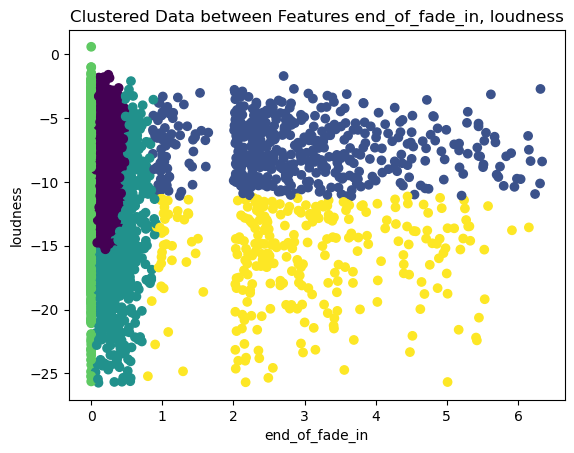 Clustered Data between Features end_of_fade_in, loudness
loudness
0
−5
−10
−15
−20
−25
0 1 2 3 4 5 6
end_of_fade_in